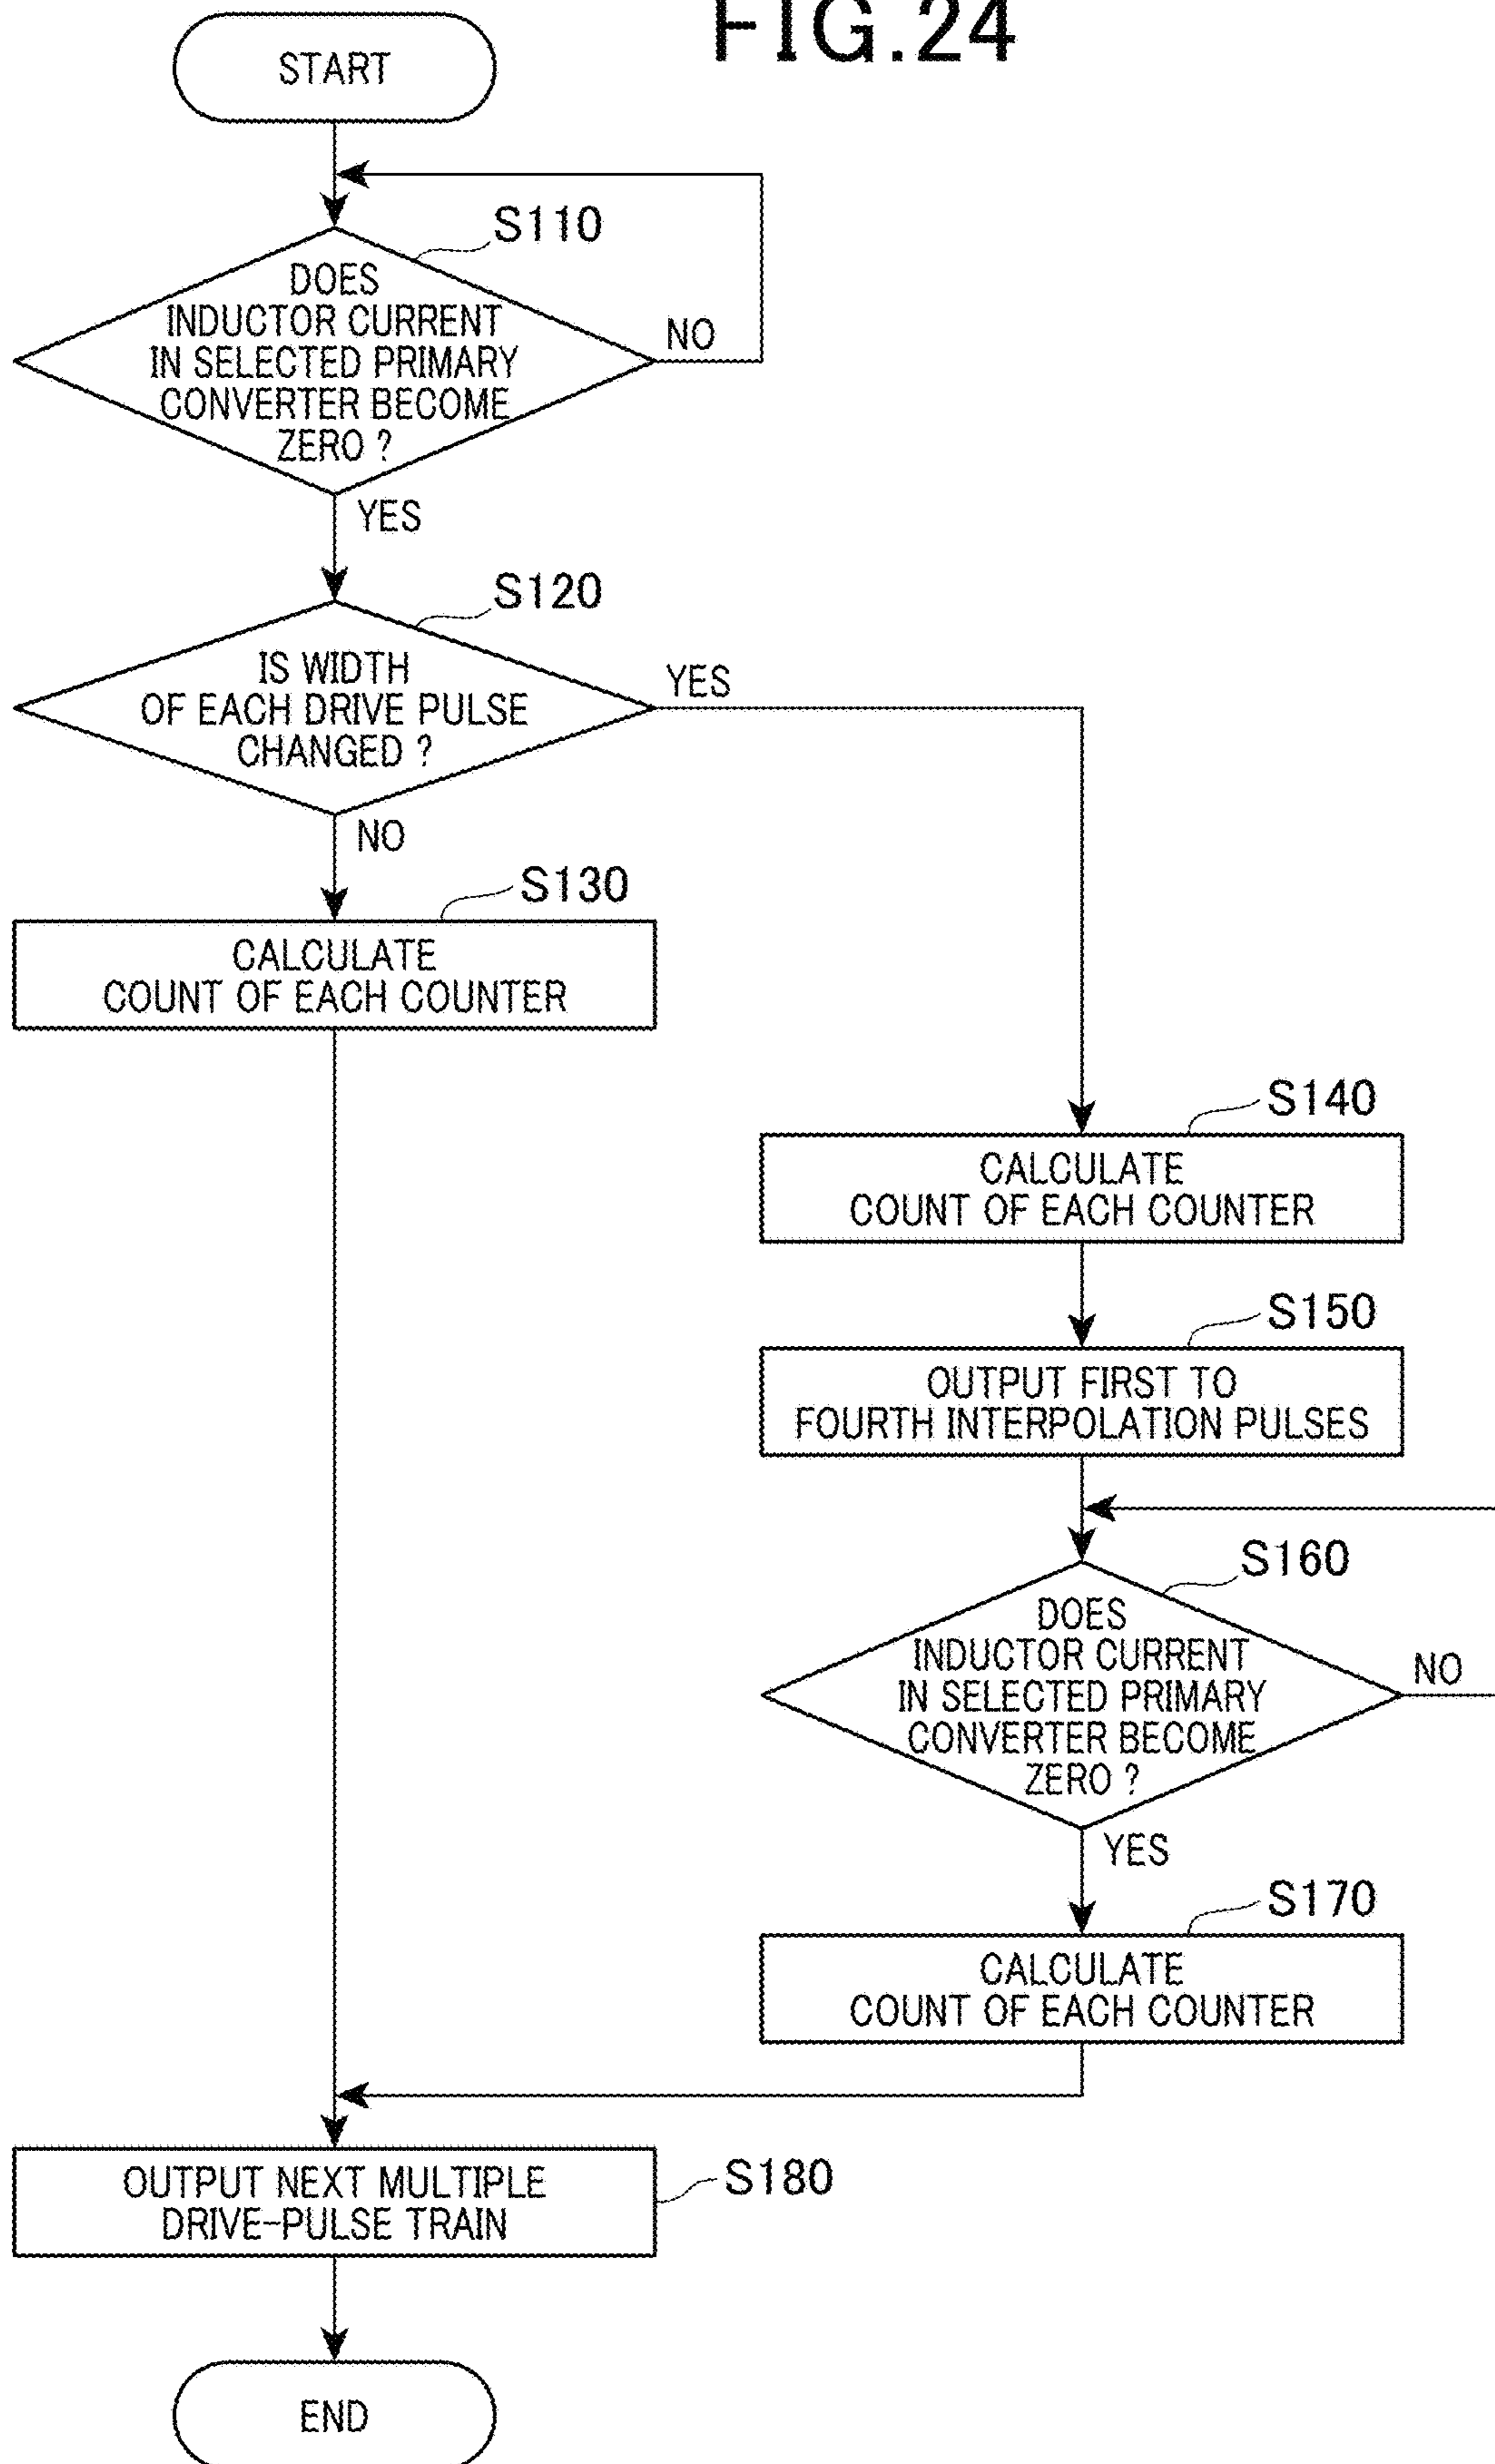 FIG.24
START
S110
DOES
INDUCTOR CURRENT
IN SELECTED PRIMARY
CONVERTER BECOME
ZERO ?
NO
YES
S120
IS WIDTH
OF EACH DRIVE PULSE
CHANGED ?
YES
NO
S130
CALCULATE
COUNT OF EACH COUNTER
S140
CALCULATE
COUNT OF EACH COUNTER
S150
OUTPUT FIRST TO
FOURTH INTERPOLATION PULSES
S160
DOES
INDUCTOR CURRENT
IN SELECTED PRIMARY
CONVERTER BECOME
ZERO ?
NO
YES
S170
CALCULATE
COUNT OF EACH COUNTER
OUTPUT NEXT MULTIPLE
DRIVE-PULSE TRAIN
S180
END